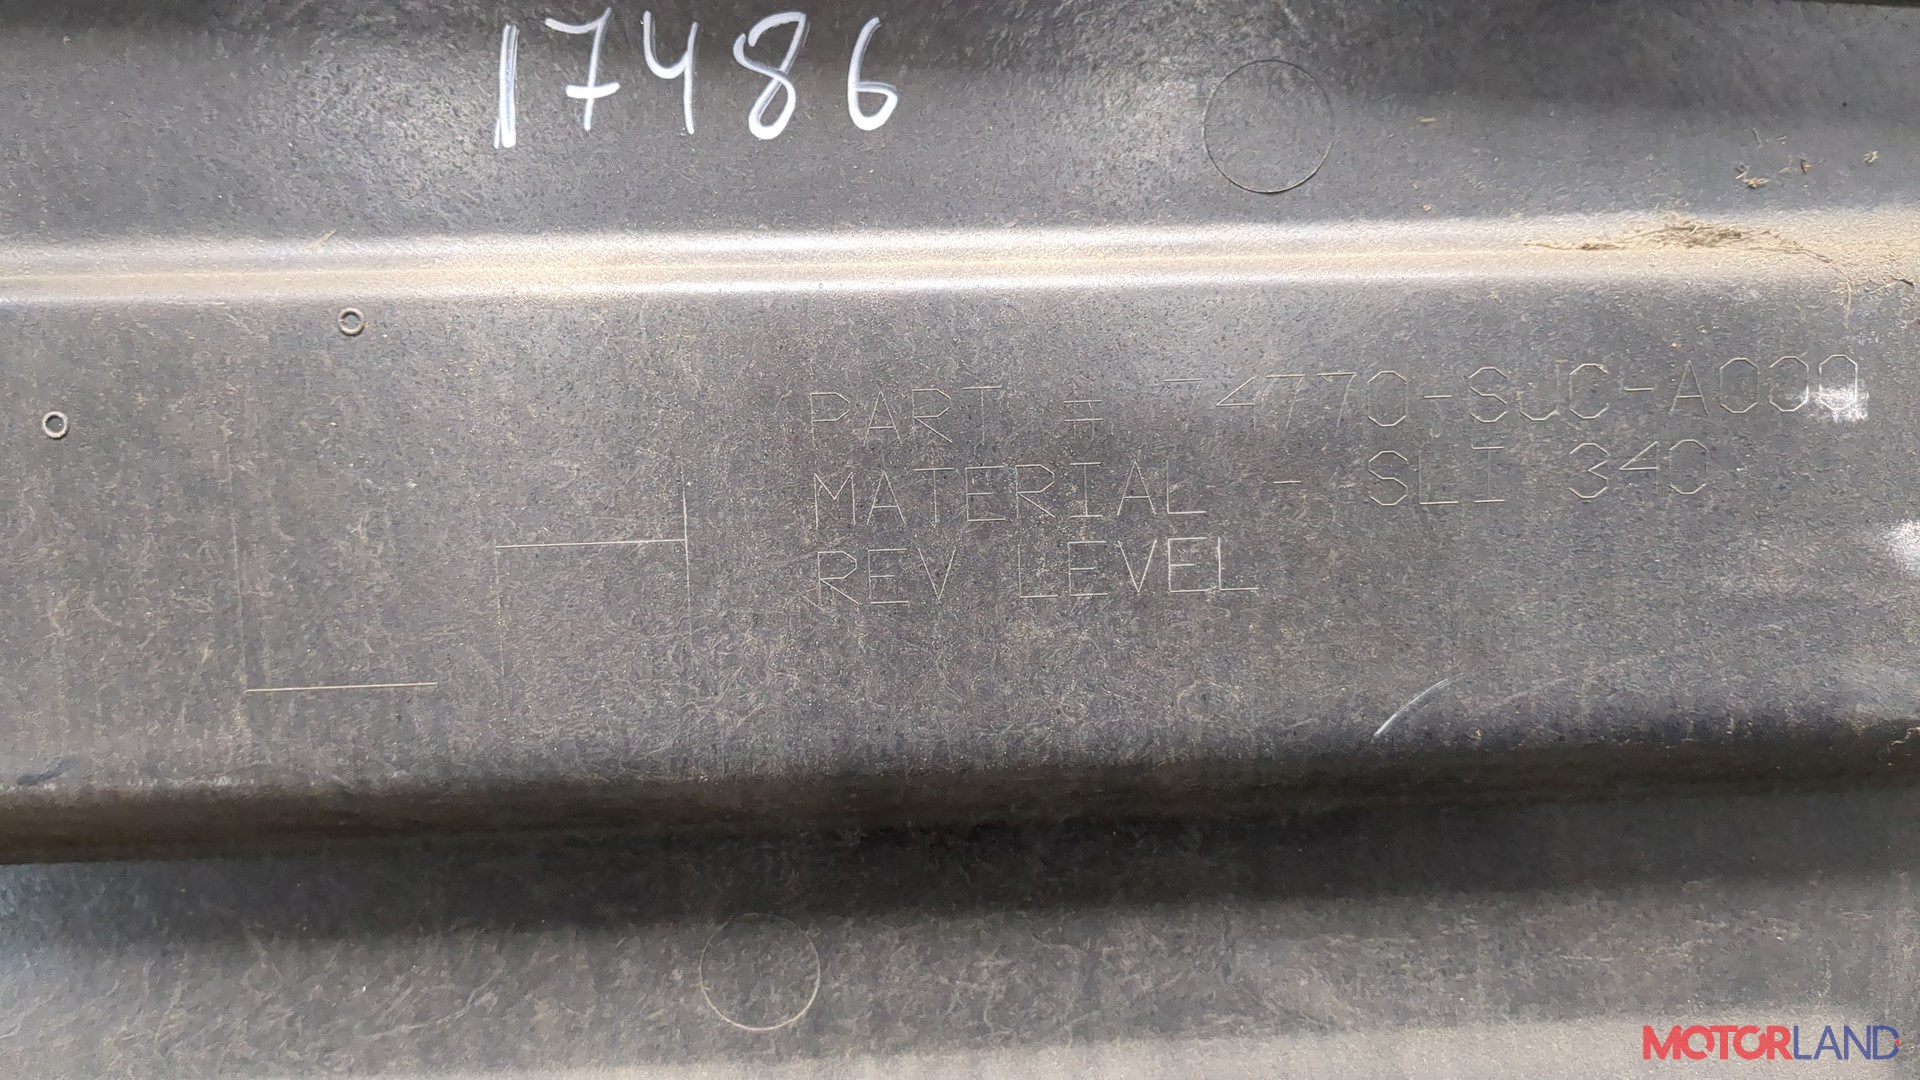 17486
PART # 74770-SJC-A000
MATERIAL - SLI 340
REV LEVEL
MOTORLAND